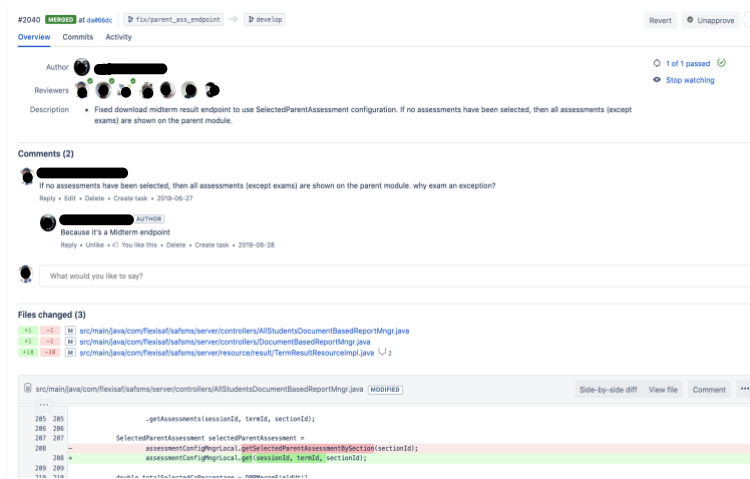 #2040 MERGED at da066dc fix/parent_ass_endpoint develop Revert Unapprove
Overview Commits Activity
Author
1 of 1 passed
Reviewers
Stop watching
Description • Fixed download midterm result endpoint to use SelectedParentAssessment configuration. If no assessments have been selected, then all assessments (except
exams) are shown on the parent module.
Comments (2)
If no assessments have been selected, then all assessments (except exams) are shown on the parent module. why exam an exception?
Reply • Edit • Delete • Create task • 2019-06-27
AUTHOR
Because it's a Midterm endpoint
Reply • Unlike • You like this • Delete • Create task • 2019-06-28
What would you like to say?
Files changed (3)
+1 -1 M src/main/java/com/flexisaf/safsms/server/controllers/AllStudentsDocumentBasedReportMngr.java
+1 -1 M src/main/java/com/flexisaf/safsms/server/controllers/DocumentBasedReportMngr.java
M src/main/java/com/flexisaf/safsms/server/resource/result/TermResultResourceImpl.java 2
src/main/java/com/flexisaf/safsms/server/controllers/AllStudentsDocumentBasedReportMngr.java MODIFIED Side-by-side diff View file Comment ...
...
205 205 .getAssessments(sessionId, termId, sectionId);
206 206
207 207 SelectedParentAssessment selectedParentAssessment =
208 - assessmentConfigMngrLocal.getSelectedParentAssessmentBySection(sectionId);
208 + assessmentConfigMngrLocal.get(sessionId, termId, sectionId);
209 209